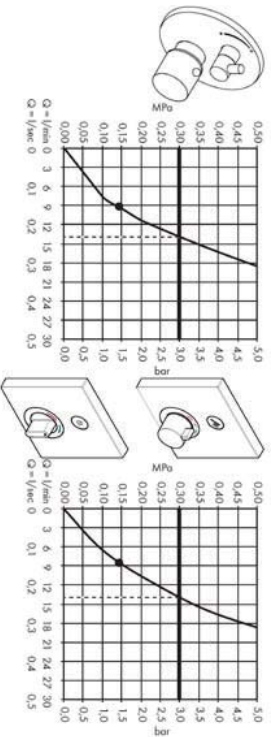 MPa
0,50 5,0
0,45 4,5
0,40 4,0
0,35 3,5
0,30 3,0
0,25 2,5
0,20 2,0
0,15 1,5
0,10 1,0
0,05 0,5
0,00 0,0
bar
Q = l/min 0 3 6 9 12 15 18 21 24 27 30
Q = l/sec 0 0,1 0,2 0,3 0,4 0,5
MPa
0,50 5,0
0,45 4,5
0,40 4,0
0,35 3,5
0,30 3,0
0,25 2,5
0,20 2,0
0,15 1,5
0,10 1,0
0,05 0,5
0,00 0,0
bar
Q = l/min 0 3 6 9 12 15 18 21 24 27 30
Q = l/sec 0 0,1 0,2 0,3 0,4 0,5